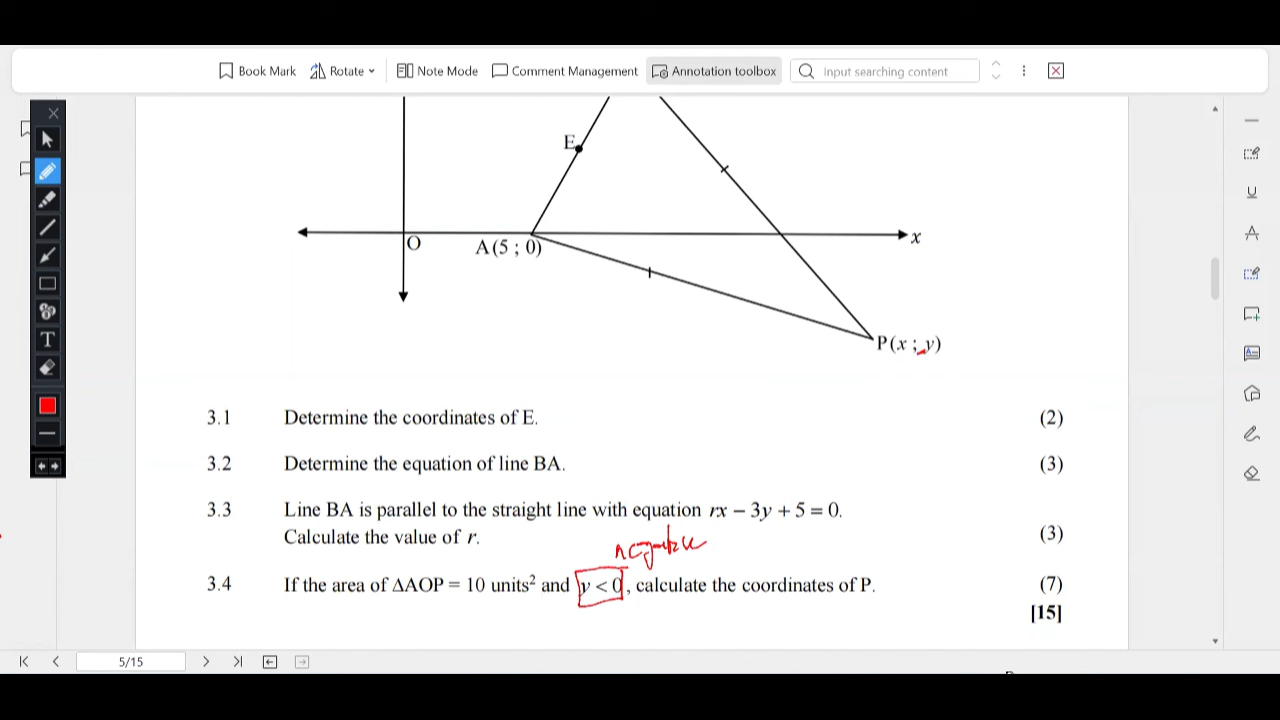 Book Mark Rotate Note Mode Comment Management Annotation toolbox Input searching content
E
O
A(5 ; 0)
x
P(x ; y)
3.1 Determine the coordinates of E. (2)
3.2 Determine the equation of line BA. (3)
3.3 Line BA is parallel to the straight line with equation rx − 3y + 5 = 0.
Calculate the value of r. (3)
negative
3.4 If the area of ΔAOP = 10 units² and y < 0, calculate the coordinates of P. (7)
[15]
5/15